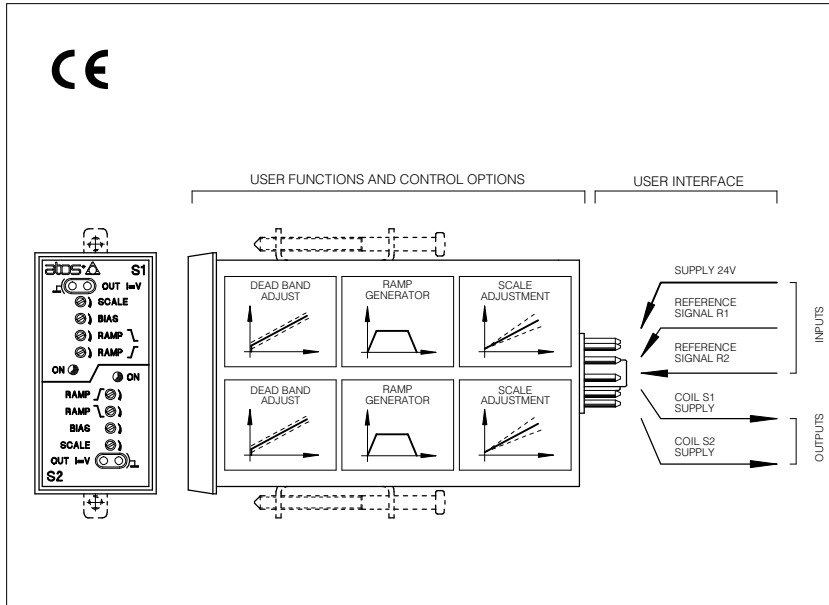 CE
USER FUNCTIONS AND CONTROL OPTIONS
USER INTERFACE
atos
S1
OUT I=V
SCALE
BIAS
RAMP
RAMP
ON
ON
RAMP
RAMP
BIAS
SCALE
OUT I=V
S2
DEAD BAND
ADJUST
RAMP
GENERATOR
SCALE
ADJUSTMENT
DEAD BAND
ADJUST
RAMP
GENERATOR
SCALE
ADJUSTMENT
SUPPLY 24V
REFERENCE
SIGNAL R1
REFERENCE
SIGNAL R2
COIL S1
SUPPLY
COIL S2
SUPPLY
INPUTS
OUTPUTS